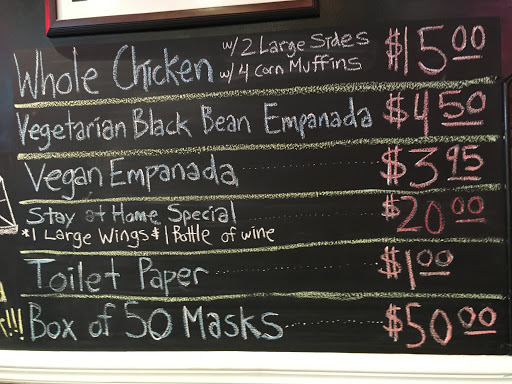 Whole Chicken w/2 Large Sides $15.00
w/4 Corn Muffins
Vegetarian Black Bean Empanada $4.50
Vegan Empanada $3.95
Stay at Home Special $20.00
*1 Large Wings & 1 Bottle of wine
Toilet Paper $1.00
!!! Box of 50 Masks $50.00